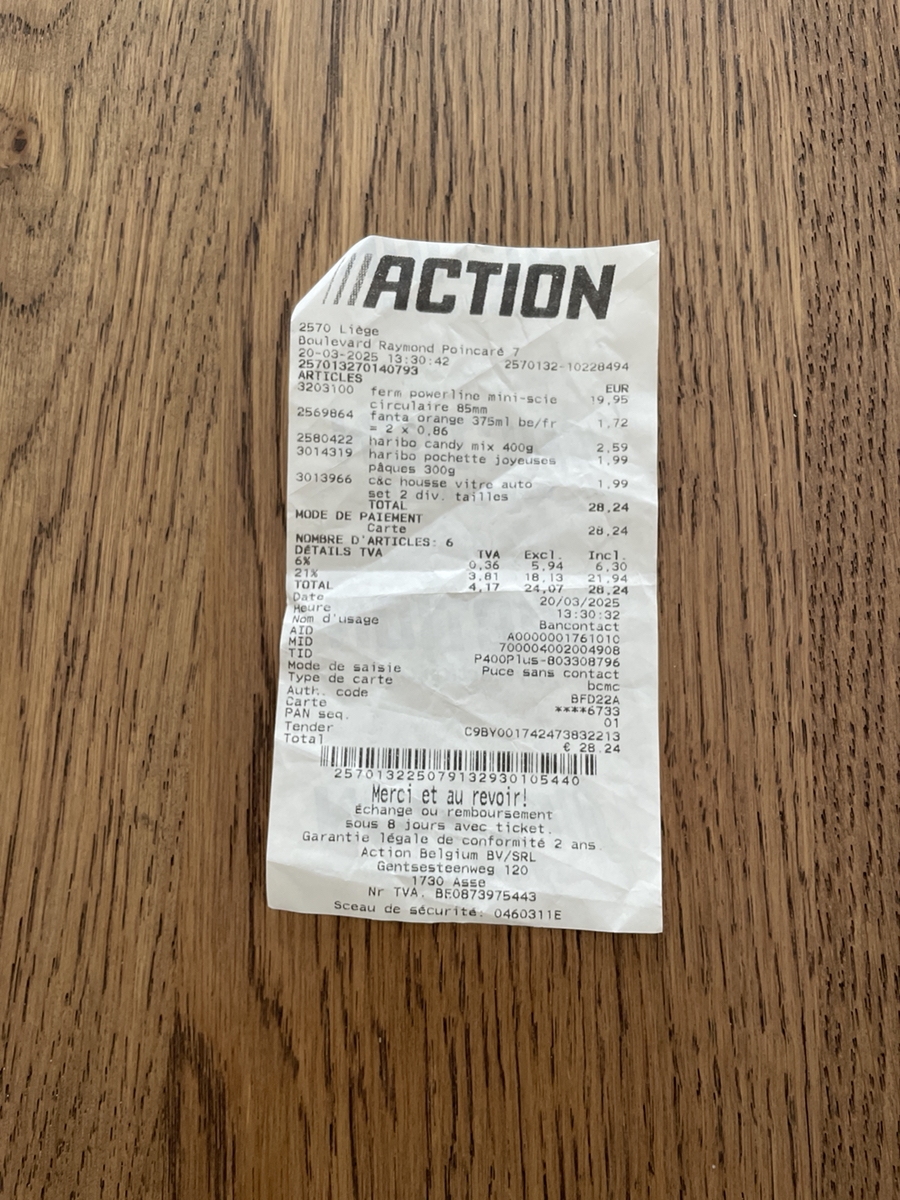 ACTION
2570 Liège
Boulevard Raymond Poincaré 7
20-03-2025 13:30:42 2570132-10228494
257013270140793
ARTICLES EUR
3203100 ferm powerline mini-scie 19,95
circulaire 85mm
2569864 fanta orange 375ml be/fr 1,72
= 2 x 0,86
2580422 haribo candy mix 400g 2,59
3014319 haribo pochette joyeuses 1,99
pâques 300g
3013966 c&c housse vitre auto 1,99
set 2 div. tailles
TOTAL 28,24
MODE DE PAIEMENT
Carte 28,24
NOMBRE D'ARTICLES: 6
DÉTAILS TVA TVA Excl. Incl.
6% 0,36 5,94 6,30
21% 3,81 18,13 21,94
TOTAL 4,17 24,07 28,24
Date 20/03/2025
Heure 13:30:32
Nom d'usage Bancontact
AID A0000001761010
MID 700004002004908
TID P400Plus-803308796
Mode de saisie Puce sans contact
Type de carte bcmc
Auth. code BFD22A
Carte ****6733
PAN seq. 01
Tender C9BY001742473832213
Total € 28.24
257013225079132930105440
Merci et au revoir!
Échange ou remboursement
sous 8 jours avec ticket.
Garantie légale de conformité 2 ans.
Action Belgium BV/SRL
Gentsesteenweg 120
1730 Asse
Nr TVA. BE0873975443
Sceau de sécurité: 0460311E